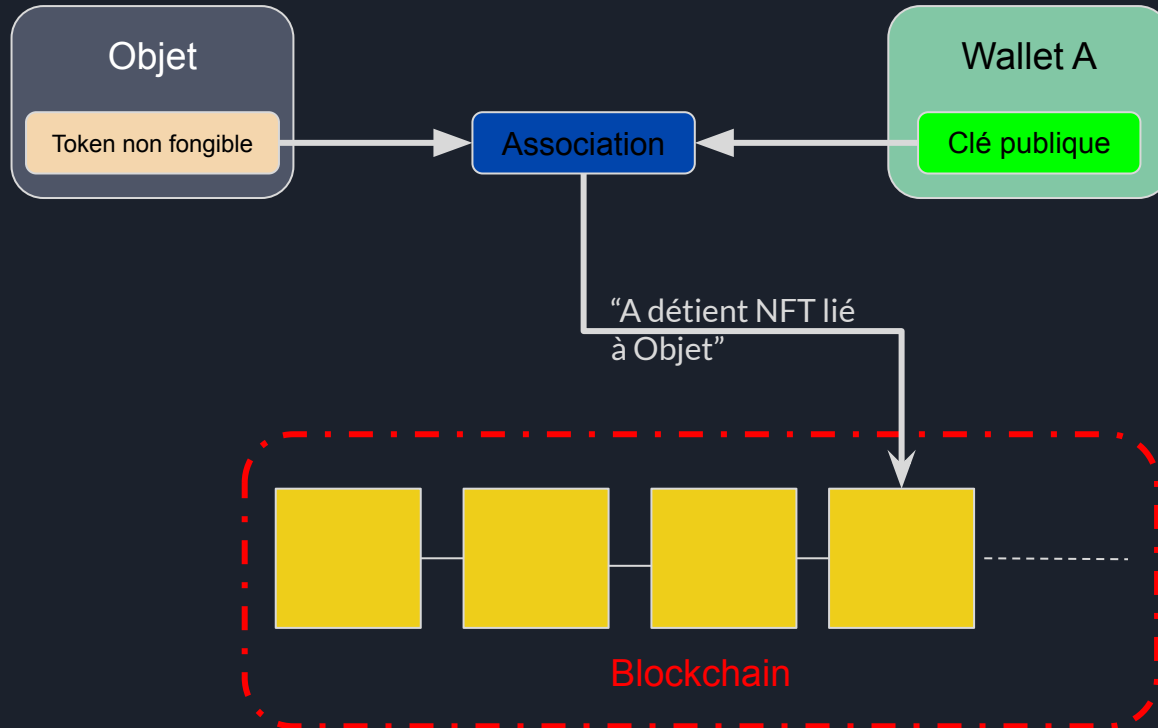 Objet
Wallet A
Token non fongible
Association
Clé publique
“A détient NFT lié
à Objet”
Blockchain